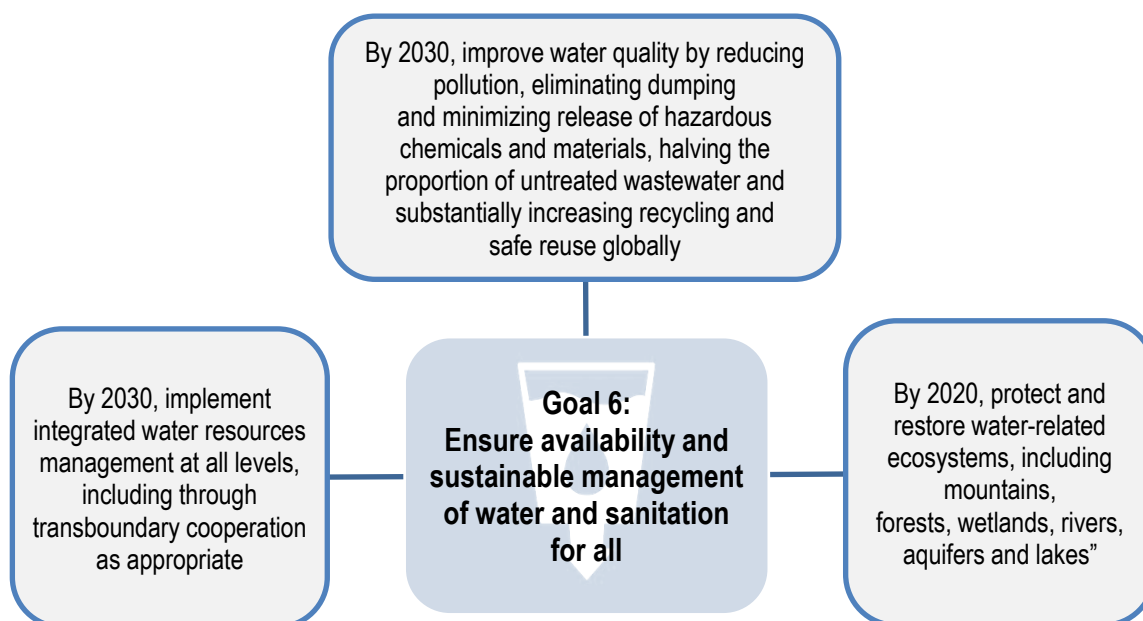 By 2030, improve water quality by reducing
pollution, eliminating dumping
and minimizing release of hazardous
chemicals and materials, halving the
proportion of untreated wastewater and
substantially increasing recycling and
safe reuse globally
By 2030, implement
integrated water resources
management at all levels,
including through
transboundary cooperation
as appropriate
Goal 6:
Ensure availability and
sustainable management
of water and sanitation
for all
By 2020, protect and
restore water-related
ecosystems, including
mountains,
forests, wetlands, rivers,
aquifers and lakes”